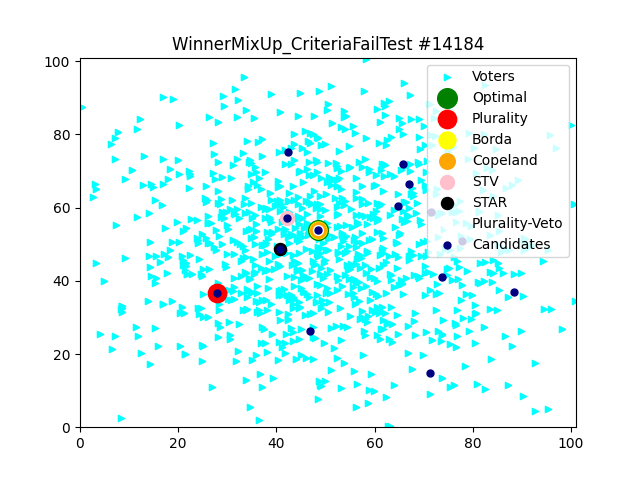 WinnerMixUp_CriteriaFailTest #14184
100
80
60
40
20
0
0
20
40
60
80
100
Voters
Optimal
Plurality
Borda
Copeland
STV
STAR
Plurality-Veto
Candidates